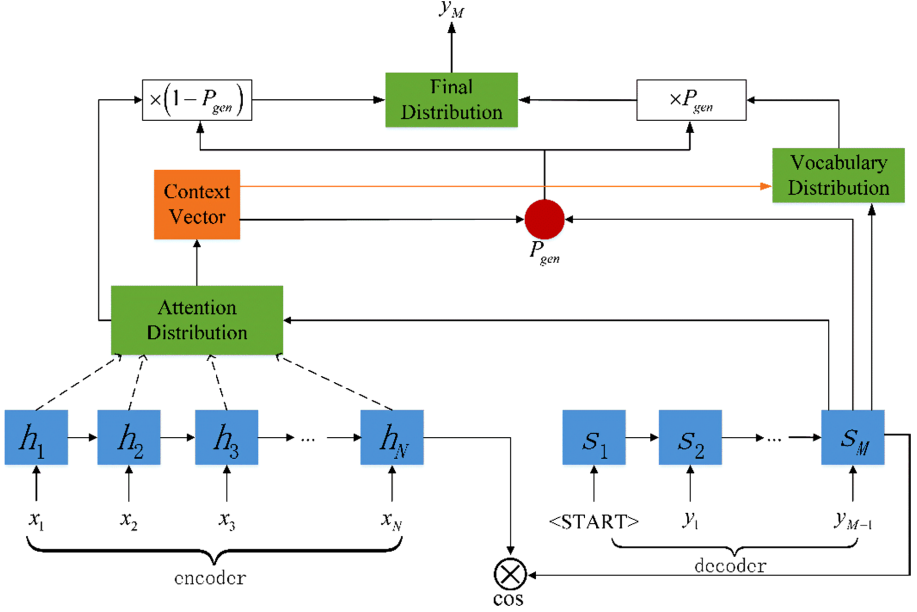 y_M
×(1−P_gen)
Final
Distribution
×P_gen
Vocabulary
Distribution
Context
Vector
P_gen
Attention
Distribution
h_1
h_2
h_3
...
h_N
s_1
s_2
...
s_M
x_1
x_2
x_3
x_N
<START>
y_1
y_{M−1}
encoder
decoder
cos